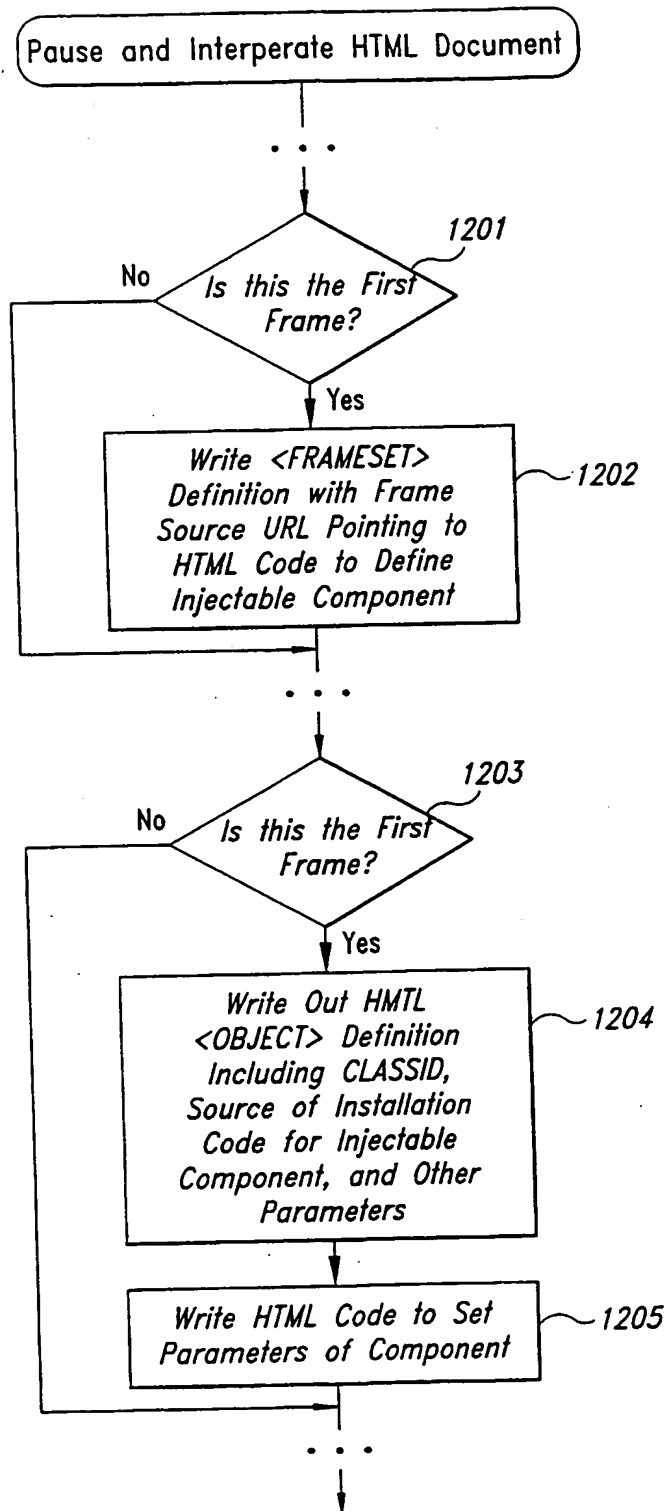 Pause and Interperate HTML Document
1201
No
Is this the First
Frame?
Yes
Write <FRAMESET>
Definition with Frame
Source URL Pointing to
HTML Code to Define
Injectable Component
1202
1203
No
Is this the First
Frame?
Yes
Write Out HMTL
<OBJECT> Definition
Including CLASSID,
Source of Installation
Code for Injectable
Component, and Other
Parameters
1204
Write HTML Code to Set
Parameters of Component
1205